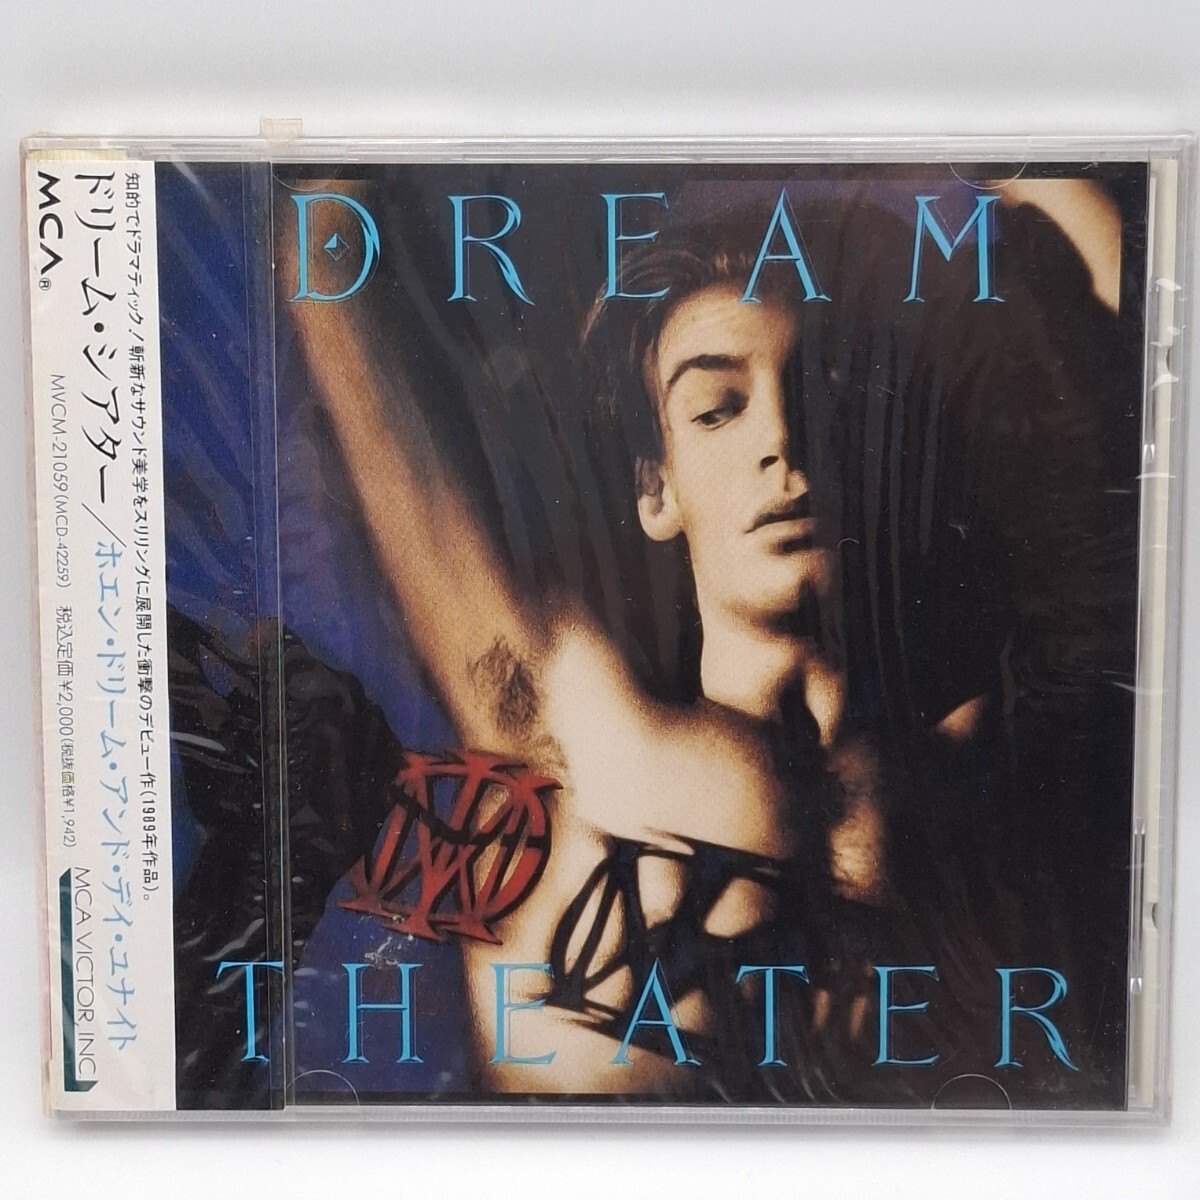 DREAM
THEATER
MCA®
知的でドラマティック/斬新なサウンド美学をスリリングに展開した衝撃のデビュー作(1989年作品)。
ドリーム・シアター/ホエン・ドリーム・アンド・デイ・ユナイト
MVCM-21059(MCD-42259) 税込定価¥2,000(税抜価格¥1,942)
MCA VICTOR, INC.